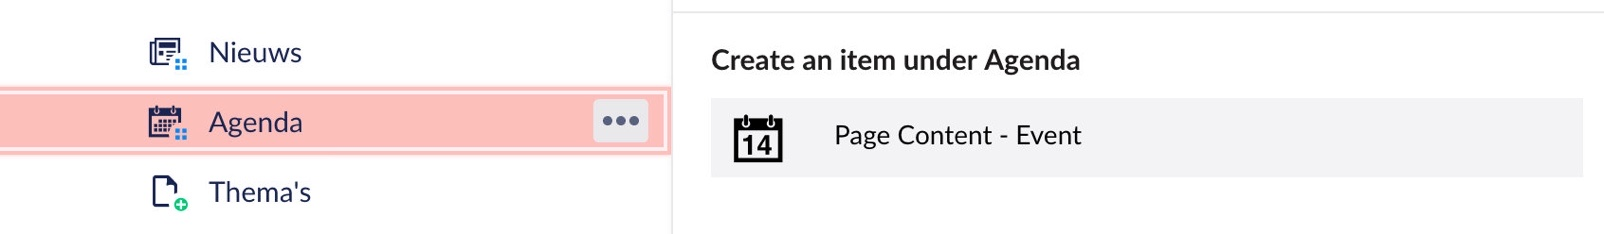 Nieuws
Agenda
Thema's
Create an item under Agenda
14
Page Content - Event